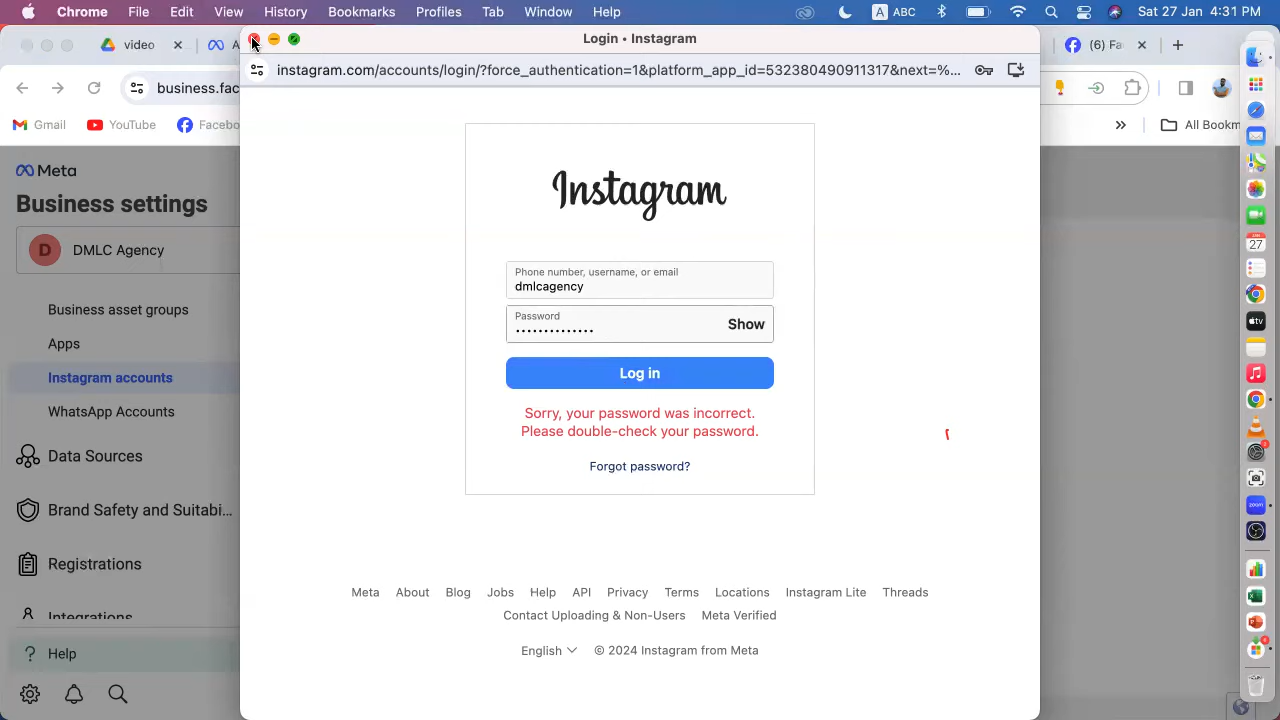 Chrome File Edit View History Bookmarks Profiles Tab Window Help A ABC Sat 27 Jan 4:31 PM
video
(6) Fa
Login • Instagram
business.fac
instagram.com/accounts/login/?force_authentication=1&platform_app_id=532380490911317&next=%...
Gmail YouTube Facebo
All Bookm
Meta
Business settings
D DMLC Agency
Business asset groups
Apps
Instagram accounts
WhatsApp Accounts
Data Sources
Brand Safety and Suitabi...
Registrations
Integrations
? Help
Instagram
Phone number, username, or email
dmlcagency
Password
Show
Log in
Sorry, your password was incorrect.
Please double-check your password.
Forgot password?
Meta About Blog Jobs Help API Privacy Terms Locations Instagram Lite Threads
Contact Uploading & Non-Users Meta Verified
English © 2024 Instagram from Meta
27
tv
zoom